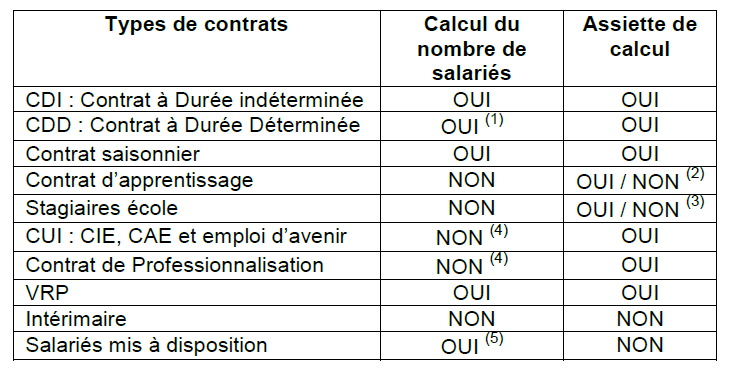 Types de contrats Calcul du nombre de salariés Assiette de calcul
CDI : Contrat à Durée indéterminée OUI OUI
CDD : Contrat à Durée Déterminée OUI (1) OUI
Contrat saisonnier OUI OUI
Contrat d'apprentissage NON OUI / NON (2)
Stagiaires école NON OUI / NON (3)
CUI : CIE, CAE et emploi d'avenir NON (4) OUI
Contrat de Professionnalisation NON (4) OUI
VRP OUI OUI
Intérimaire NON NON
Salariés mis à disposition OUI (5) NON